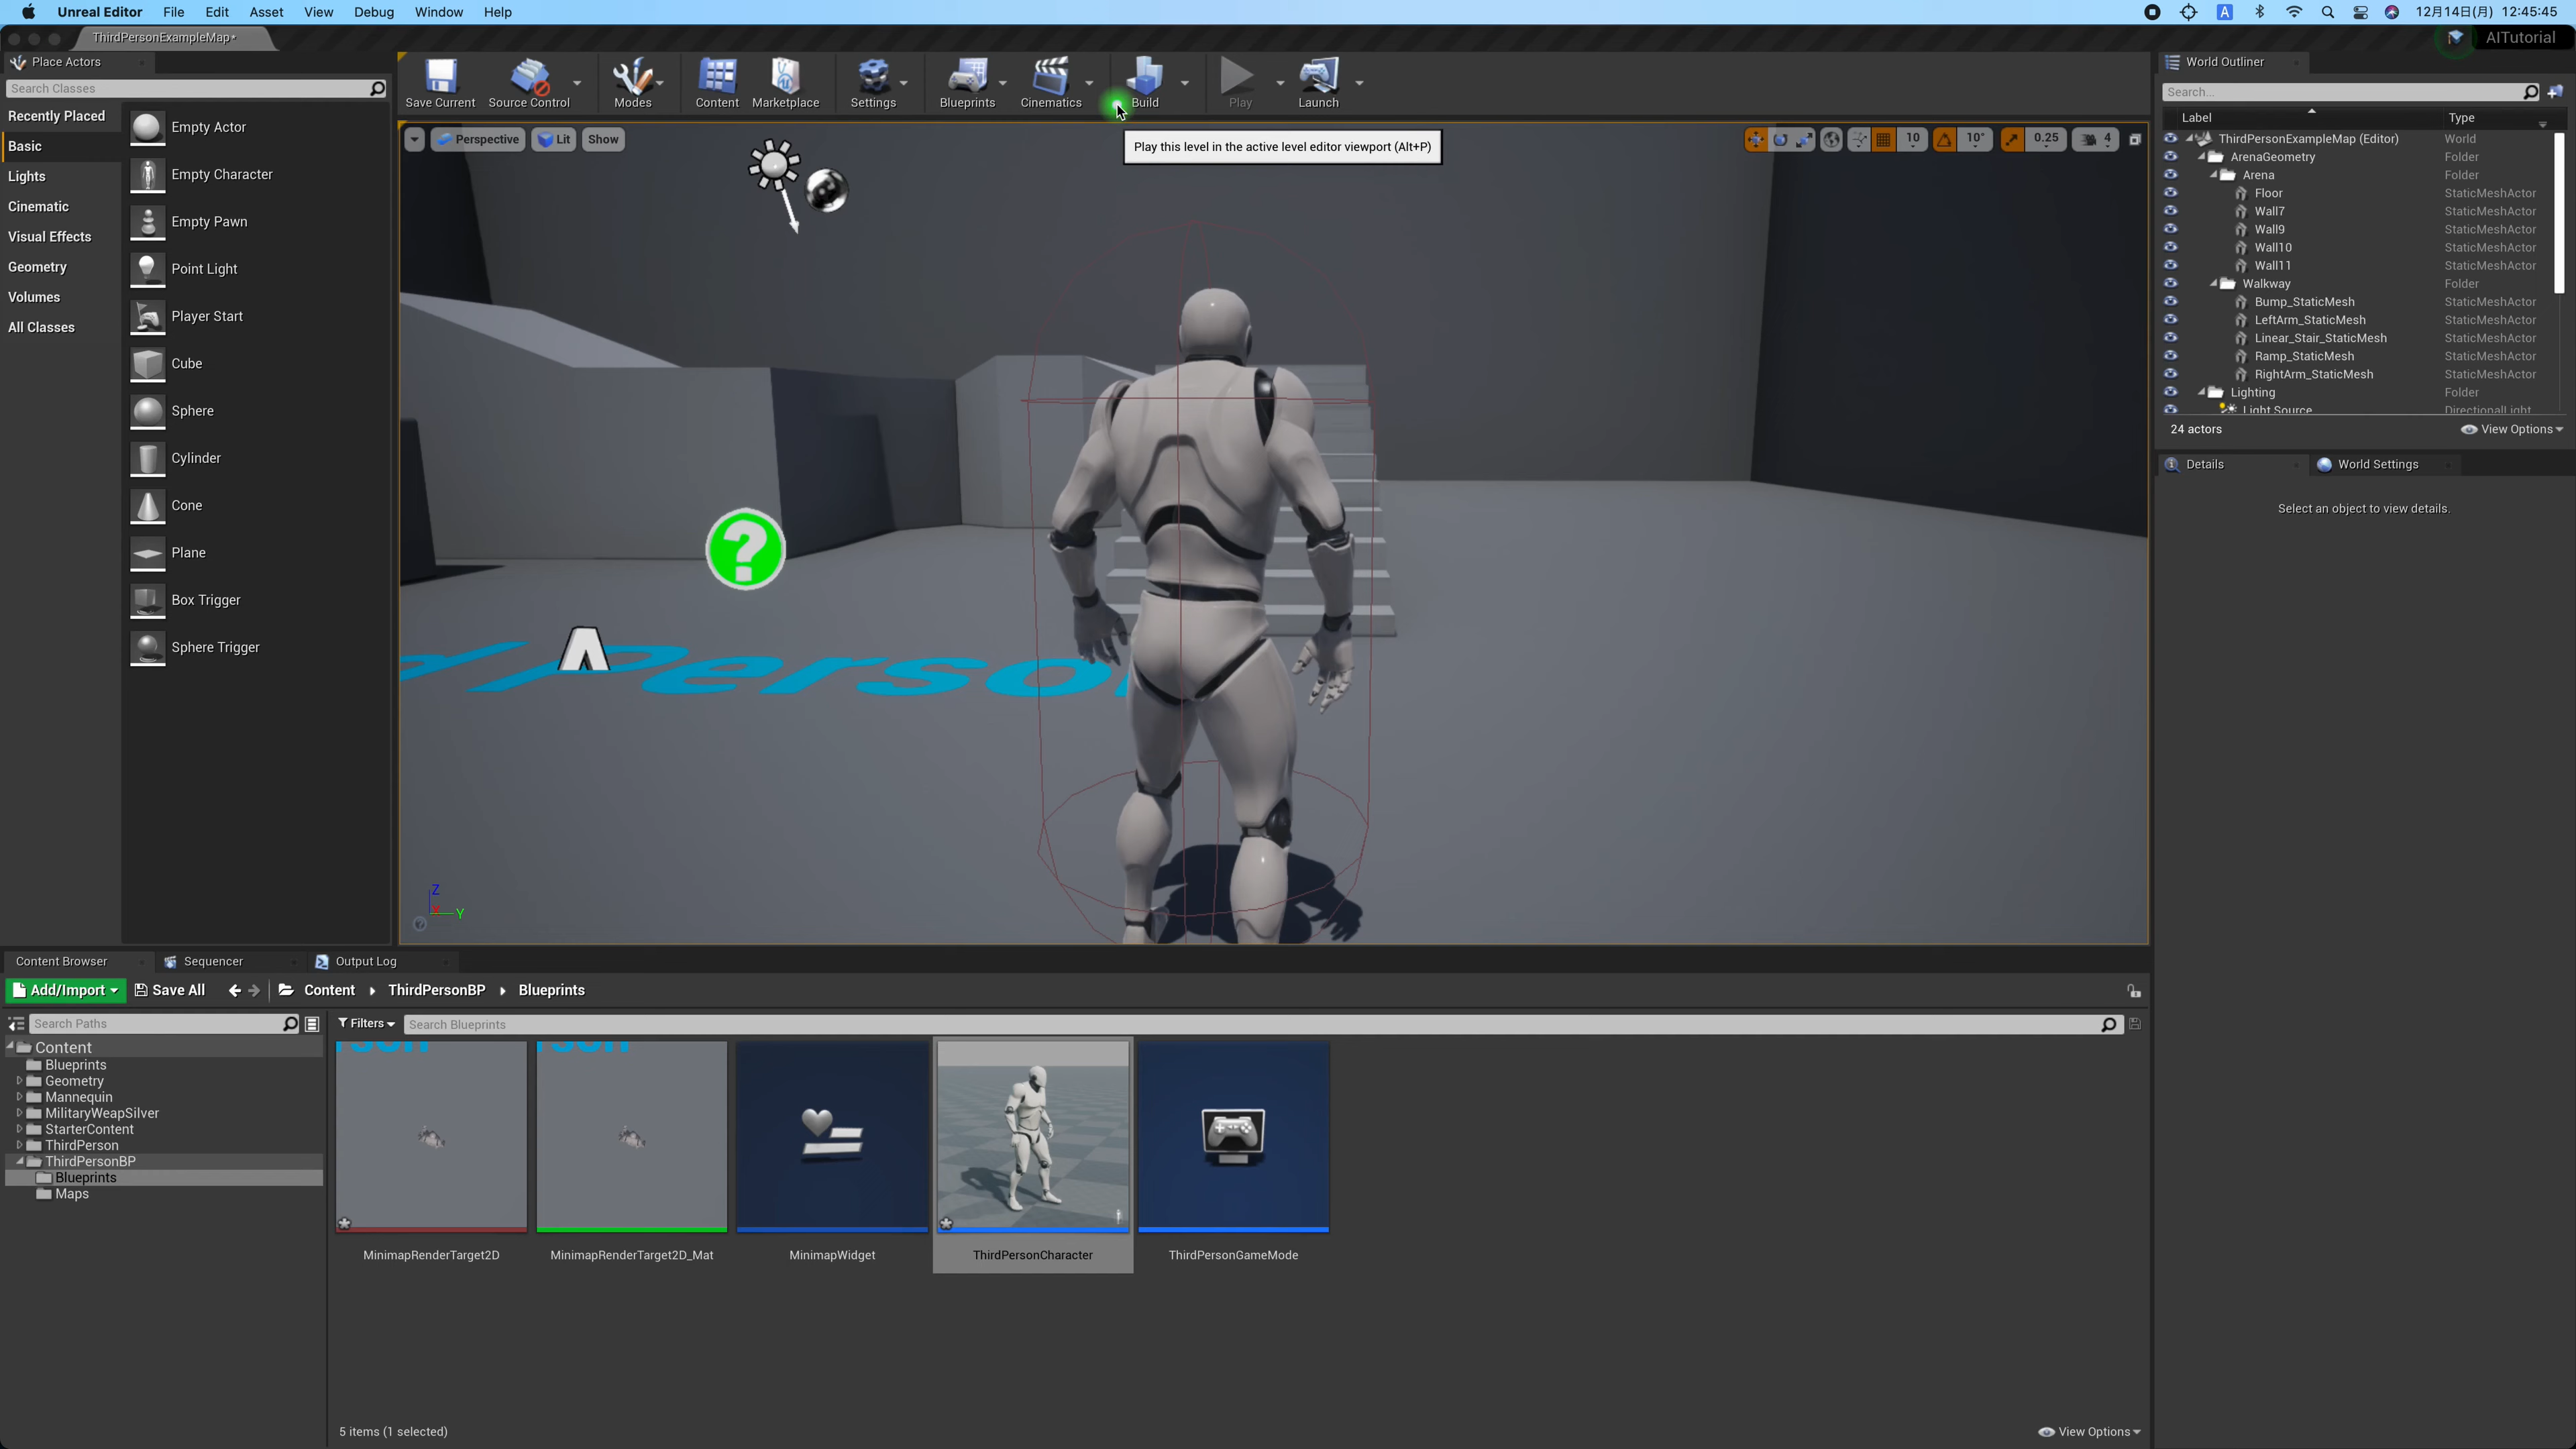 Unreal Editor File Edit Asset View Debug Window Help
A 12月14日(月) 12:45:45
ThirdPersonExampleMap*
AITutorial
Place Actors
Search Classes
Recently Placed
Basic
Lights
Cinematic
Visual Effects
Geometry
Volumes
All Classes
Empty Actor
Empty Character
Empty Pawn
Point Light
Player Start
Cube
Sphere
Cylinder
Cone
Plane
Box Trigger
Sphere Trigger
Save Current Source Control Modes Content Marketplace Settings Blueprints Cinematics Build Play Launch
Perspective Lit Show
Play this level in the active level editor viewport (Alt+P)
10 10° 0.25 4
?
dPerson
Z
X Y
World Outliner
Search...
Label Type
ThirdPersonExampleMap (Editor) World
ArenaGeometry Folder
Arena Folder
Floor StaticMeshActor
Wall7 StaticMeshActor
Wall9 StaticMeshActor
Wall10 StaticMeshActor
Wall11 StaticMeshActor
Walkway Folder
Bump_StaticMesh StaticMeshActor
LeftArm_StaticMesh StaticMeshActor
Linear_Stair_StaticMesh StaticMeshActor
Ramp_StaticMesh StaticMeshActor
RightArm_StaticMesh StaticMeshActor
Lighting Folder
Light Source DirectionalLight
24 actors View Options
Details World Settings
Select an object to view details.
Content Browser Sequencer Output Log
Add/Import Save All Content ThirdPersonBP Blueprints
Search Paths
Filters Search Blueprints
Content
Blueprints
Geometry
Mannequin
MilitaryWeapSilver
StarterContent
ThirdPerson
ThirdPersonBP
Blueprints
Maps
MinimapRenderTarget2D
MinimapRenderTarget2D_Mat
MinimapWidget
ThirdPersonCharacter
ThirdPersonGameMode
5 items (1 selected) View Options